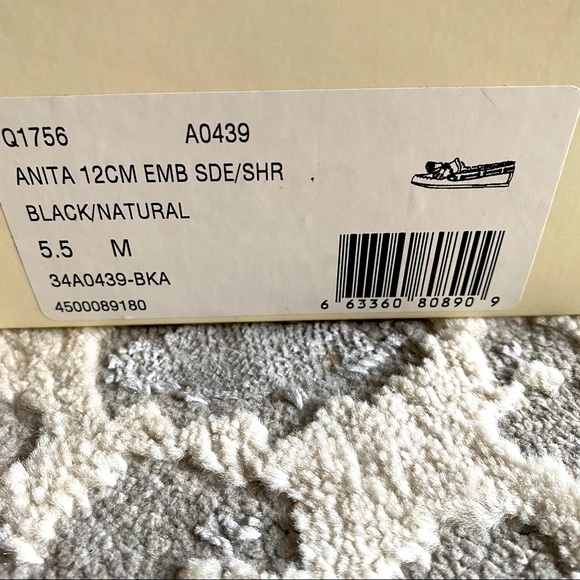 Q1756 A0439
ANITA 12CM EMB SDE/SHR
BLACK/NATURAL
5.5 M
34A0439-BKA
4500089180
6 63360 80890 9